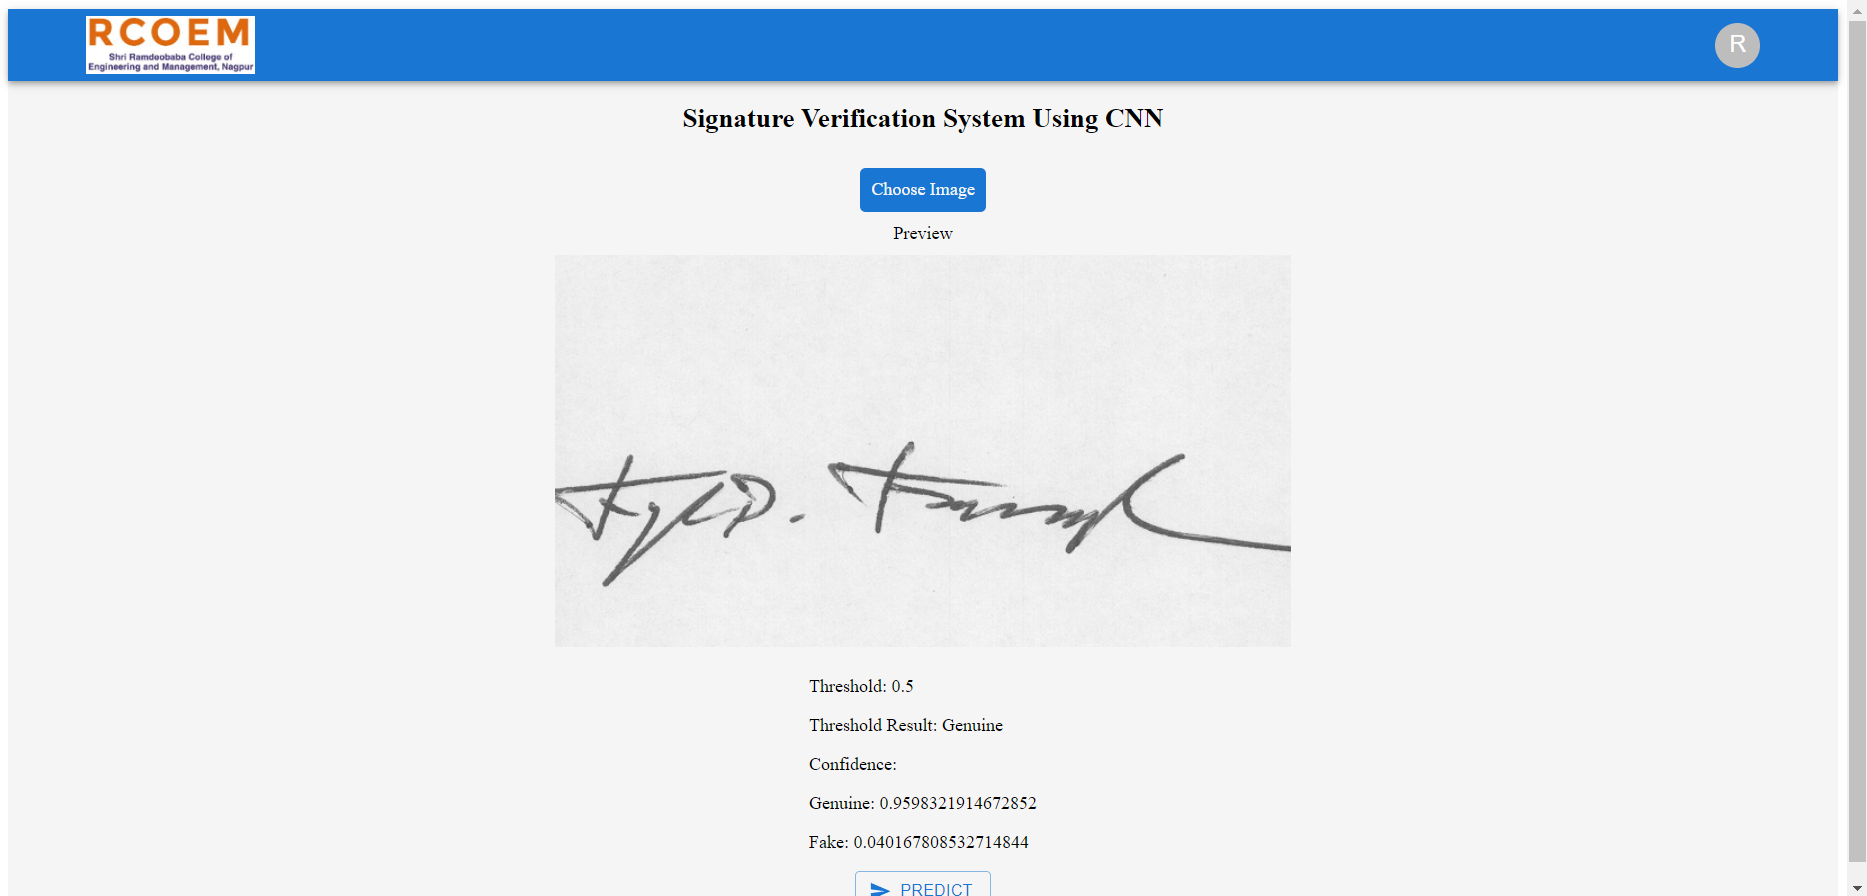 RCOEM
Shri Ramdeobaba College of
Engineering and Management, Nagpur
R
Signature Verification System Using CNN
Choose Image
Preview
Threshold: 0.5
Threshold Result: Genuine
Confidence:
Genuine: 0.9598321914672852
Fake: 0.040167808532714844
PREDICT